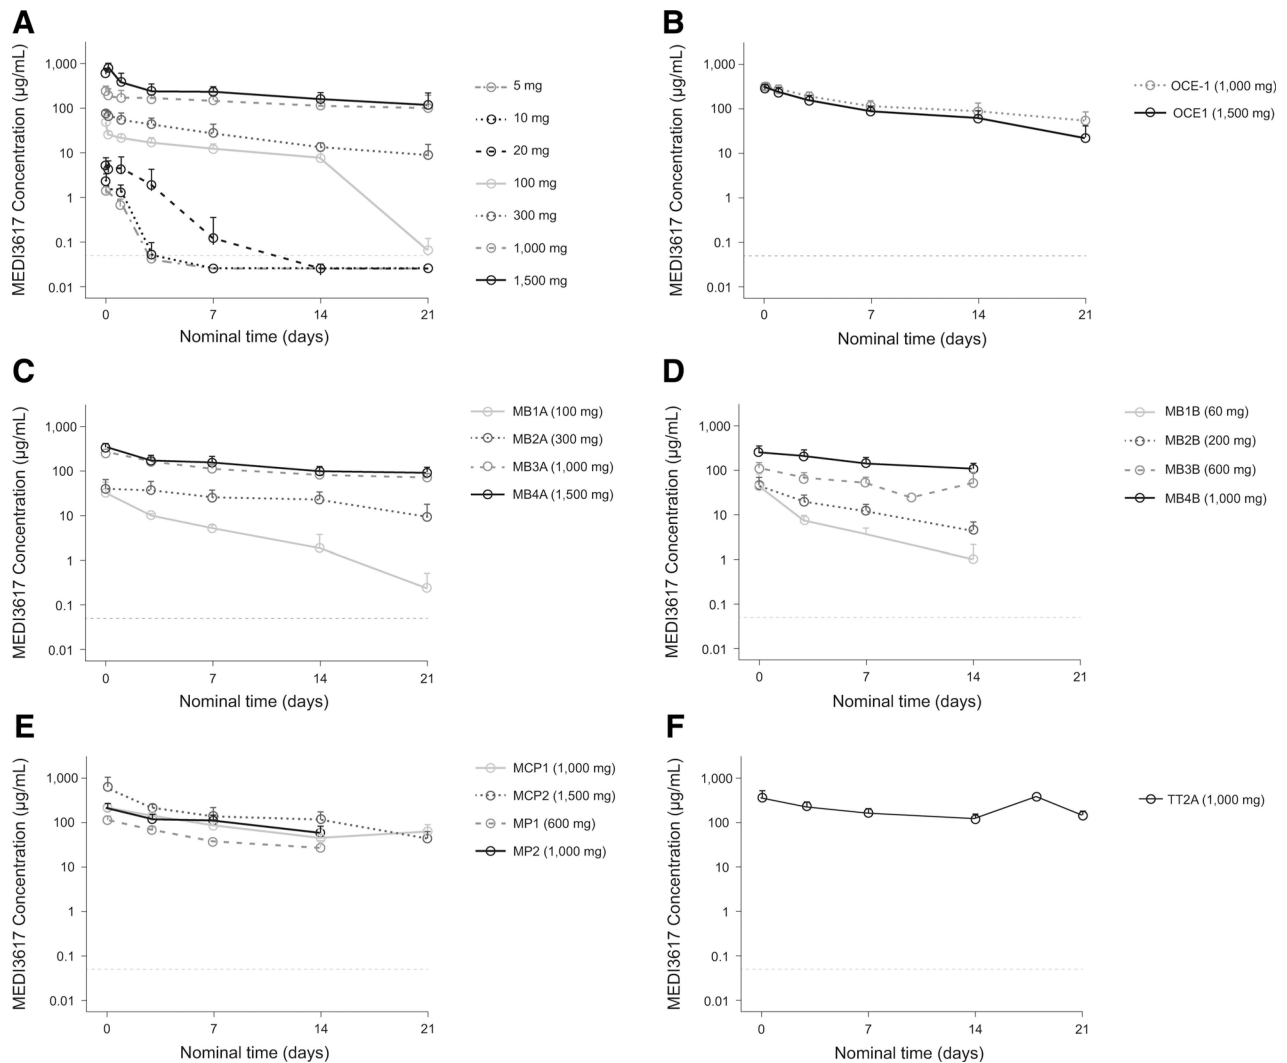 A
MEDI3617 Concentration (µg/mL)
1,000
100
10
1
0.1
0.01
0
7
14
21
Nominal time (days)
5 mg
10 mg
20 mg
100 mg
300 mg
1,000 mg
1,500 mg
B
MEDI3617 Concentration (µg/mL)
1,000
100
10
1
0.1
0.01
0
7
14
21
Nominal time (days)
OCE-1 (1,000 mg)
OCE1 (1,500 mg)
C
MEDI3617 Concentration (µg/mL)
1,000
100
10
1
0.1
0.01
0
7
14
21
Nominal time (days)
MB1A (100 mg)
MB2A (300 mg)
MB3A (1,000 mg)
MB4A (1,500 mg)
D
MEDI3617 Concentration (µg/mL)
1,000
100
10
1
0.1
0.01
0
7
14
21
Nominal time (days)
MB1B (60 mg)
MB2B (200 mg)
MB3B (600 mg)
MB4B (1,000 mg)
E
MEDI3617 Concentration (µg/mL)
1,000
100
10
1
0.1
0.01
0
7
14
21
Nominal time (days)
MCP1 (1,000 mg)
MCP2 (1,500 mg)
MP1 (600 mg)
MP2 (1,000 mg)
F
MEDI3617 Concentration (µg/mL)
1,000
100
10
1
0.1
0.01
0
7
14
21
Nominal time (days)
TT2A (1,000 mg)